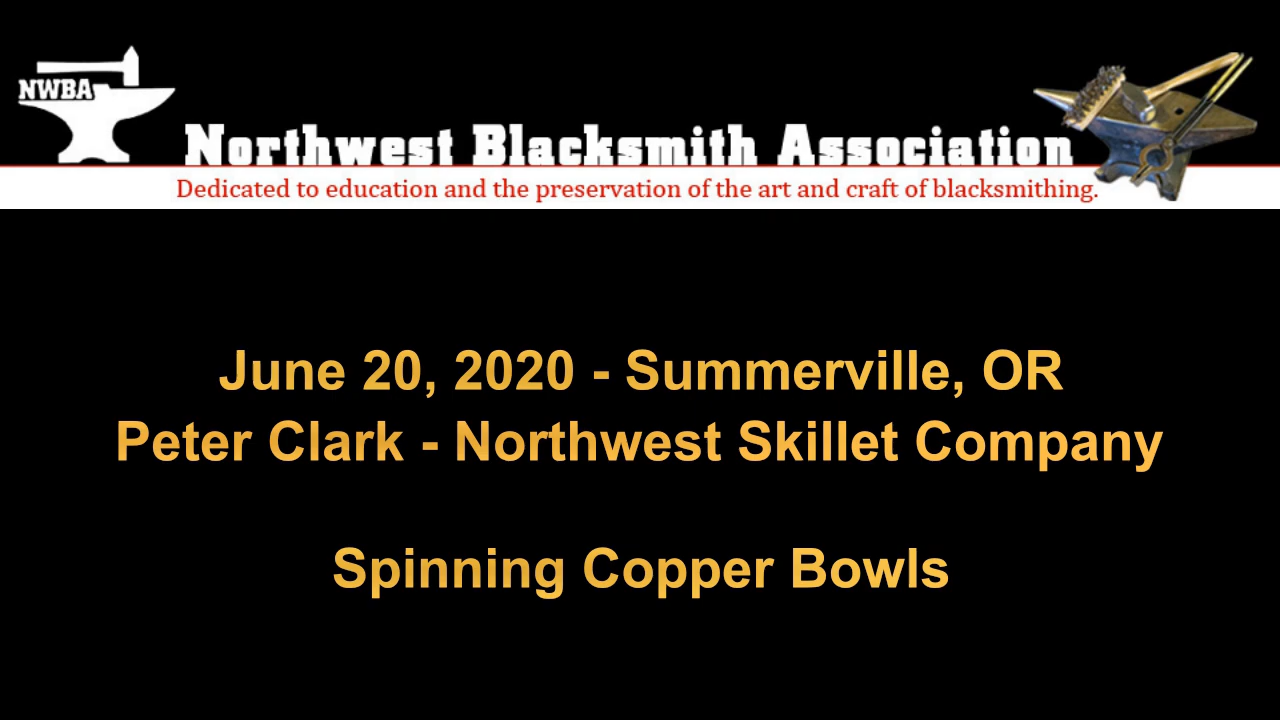 NWBA
Northwest Blacksmith Association
Dedicated to education and the preservation of the art and craft of blacksmithing.
June 20, 2020 - Summerville, OR
Peter Clark - Northwest Skillet Company
Spinning Copper Bowls